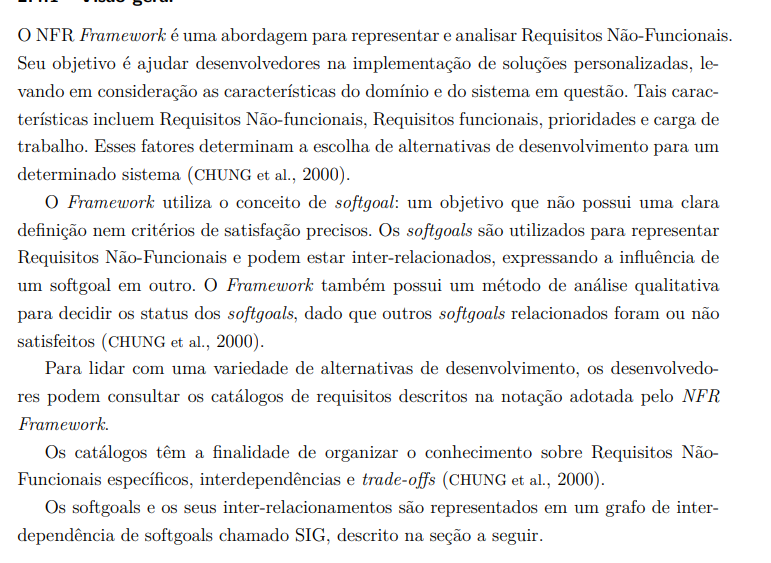 O NFR Framework é uma abordagem para representar e analisar Requisitos Não-Funcionais.
Seu objetivo é ajudar desenvolvedores na implementação de soluções personalizadas, le-
vando em consideração as características do domínio e do sistema em questão. Tais carac-
terísticas incluem Requisitos Não-funcionais, Requisitos funcionais, prioridades e carga de
trabalho. Esses fatores determinam a escolha de alternativas de desenvolvimento para um
determinado sistema (CHUNG et al., 2000).
O Framework utiliza o conceito de softgoal: um objetivo que não possui uma clara
definição nem critérios de satisfação precisos. Os softgoals são utilizados para representar
Requisitos Não-Funcionais e podem estar inter-relacionados, expressando a influência de
um softgoal em outro. O Framework também possui um método de análise qualitativa
para decidir os status dos softgoals, dado que outros softgoals relacionados foram ou não
satisfeitos (CHUNG et al., 2000).
Para lidar com uma variedade de alternativas de desenvolvimento, os desenvolvedo-
res podem consultar os catálogos de requisitos descritos na notação adotada pelo NFR
Framework.
Os catálogos têm a finalidade de organizar o conhecimento sobre Requisitos Não-
Funcionais específicos, interdependências e trade-offs (CHUNG et al., 2000).
Os softgoals e os seus inter-relacionamentos são representados em um grafo de inter-
dependência de softgoals chamado SIG, descrito na seção a seguir.